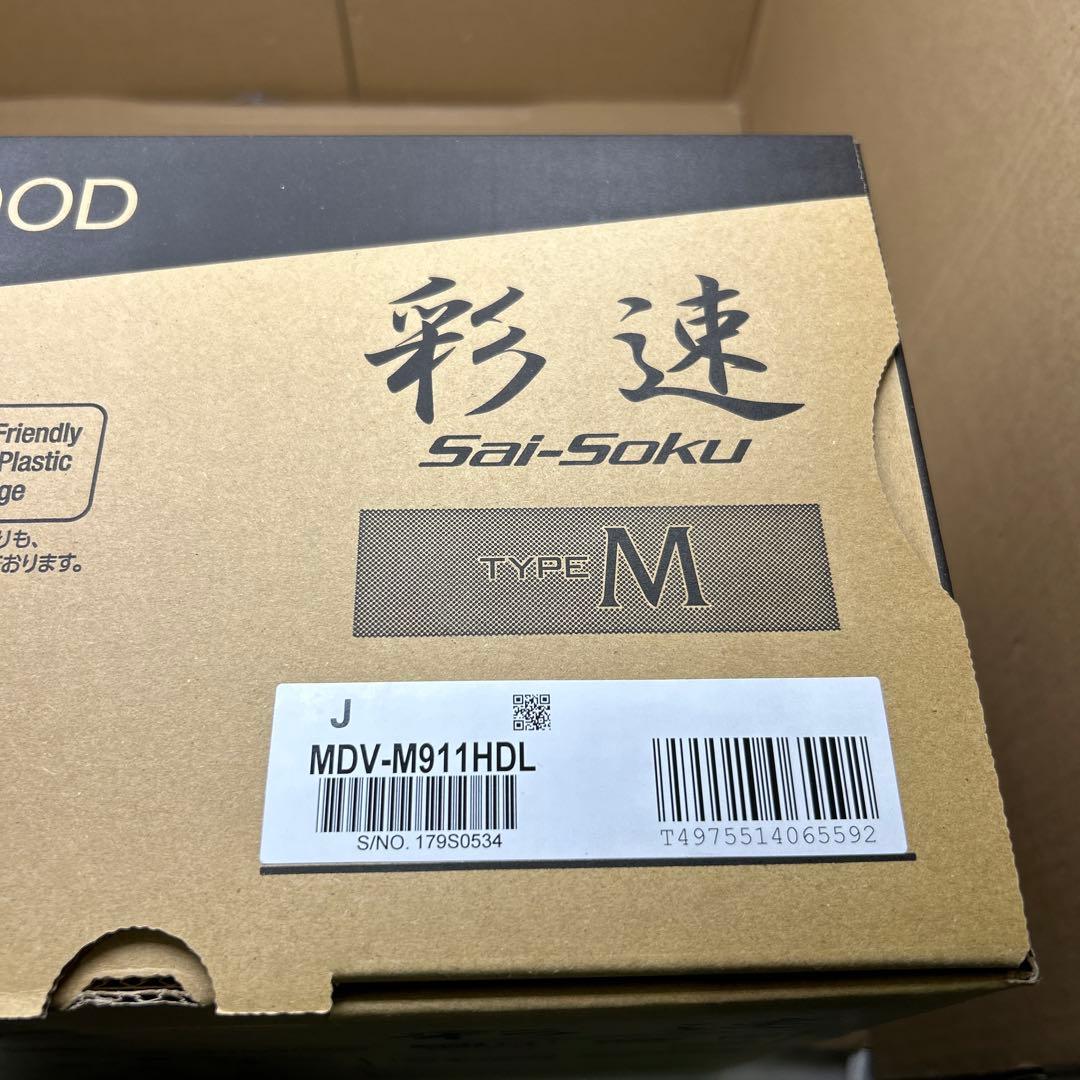 OOD
彩速
Sai-Soku
TYPE M
Friendly
Plastic
ge
りも、
おります。
J
MDV-M911HDL
S/NO. 179S0534
T4975514065592